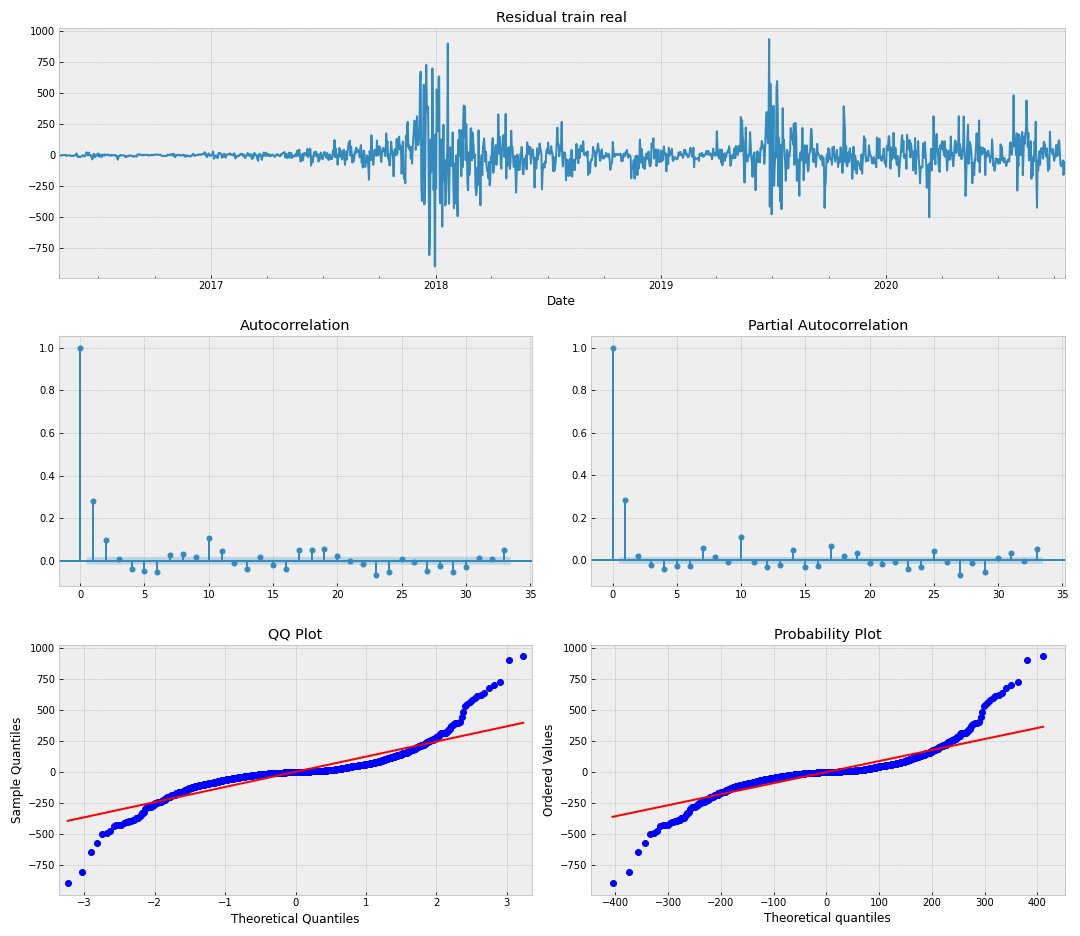 Residual train real
1000
750
500
250
0
−250
−500
−750
2017 2018 2019 2020
Date
Autocorrelation
1.0
0.8
0.6
0.4
0.2
0.0
0 5 10 15 20 25 30 35
Partial Autocorrelation
1.0
0.8
0.6
0.4
0.2
0.0
0 5 10 15 20 25 30 35
QQ Plot
Sample Quantiles
1000
750
500
250
0
−250
−500
−750
−3 −2 −1 0 1 2 3
Theoretical Quantiles
Probability Plot
Ordered Values
1000
750
500
250
0
−250
−500
−750
−400 −300 −200 −100 0 100 200 300 400
Theoretical quantiles